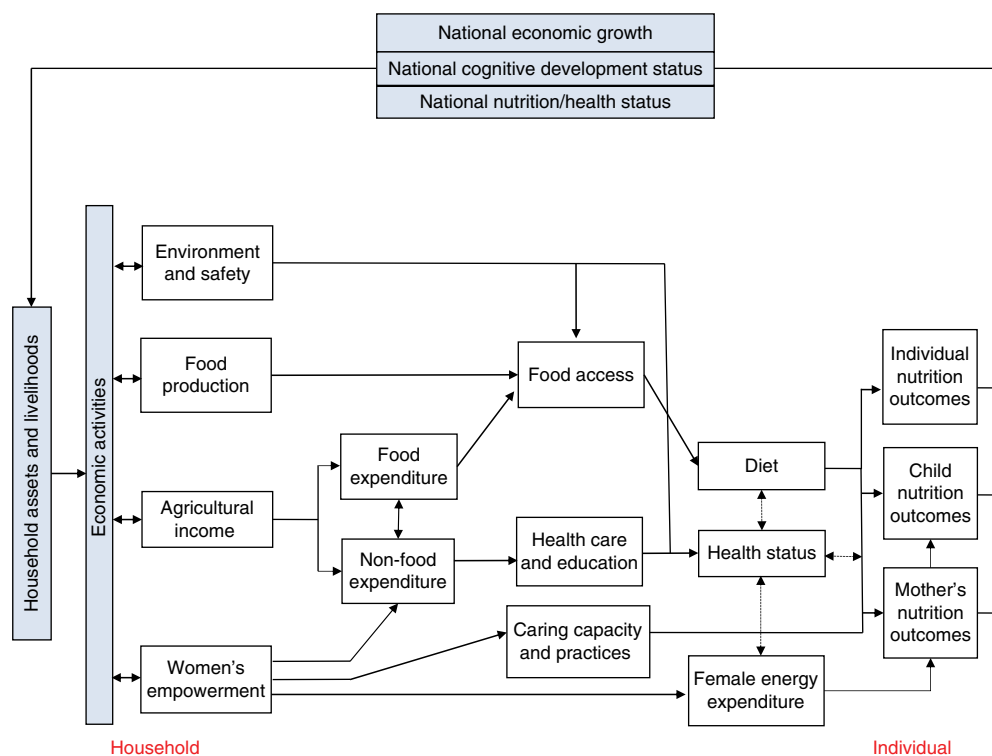 National economic growth
National cognitive development status
National nutrition/health status
Household assets and livelihoods
Economic activities
Environment
and safety
Food
production
Agricultural
income
Women's
empowerment
Food
expenditure
Non-food
expenditure
Food access
Health care
and education
Caring capacity
and practices
Diet
Health status
Female energy
expenditure
Individual
nutrition
outcomes
Child
nutrition
outcomes
Mother's
nutrition
outcomes
Household
Individual